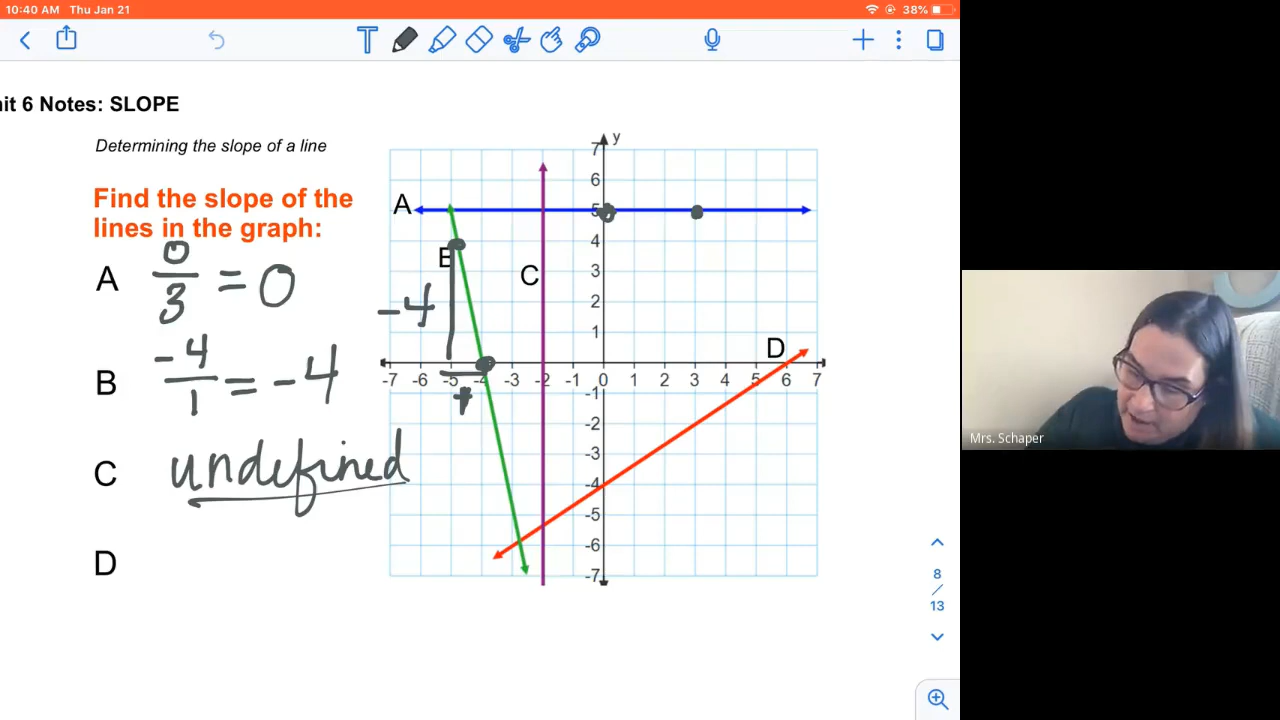 10:40 AM Thu Jan 21
38%
it 6 Notes: SLOPE
Determining the slope of a line
Find the slope of the
lines in the graph:
A 0/3 = 0
B -4/1 = -4
C undefined
D
y
7
6
A 5
4
B
C 3
-4
2
1
D
-7 -6 -5 -4 -3 -2 -1 0 1 2 3 4 5 6 7
-1
-2
-3
-4
-5
-6
-7
8
/
13
Mrs. Schaper